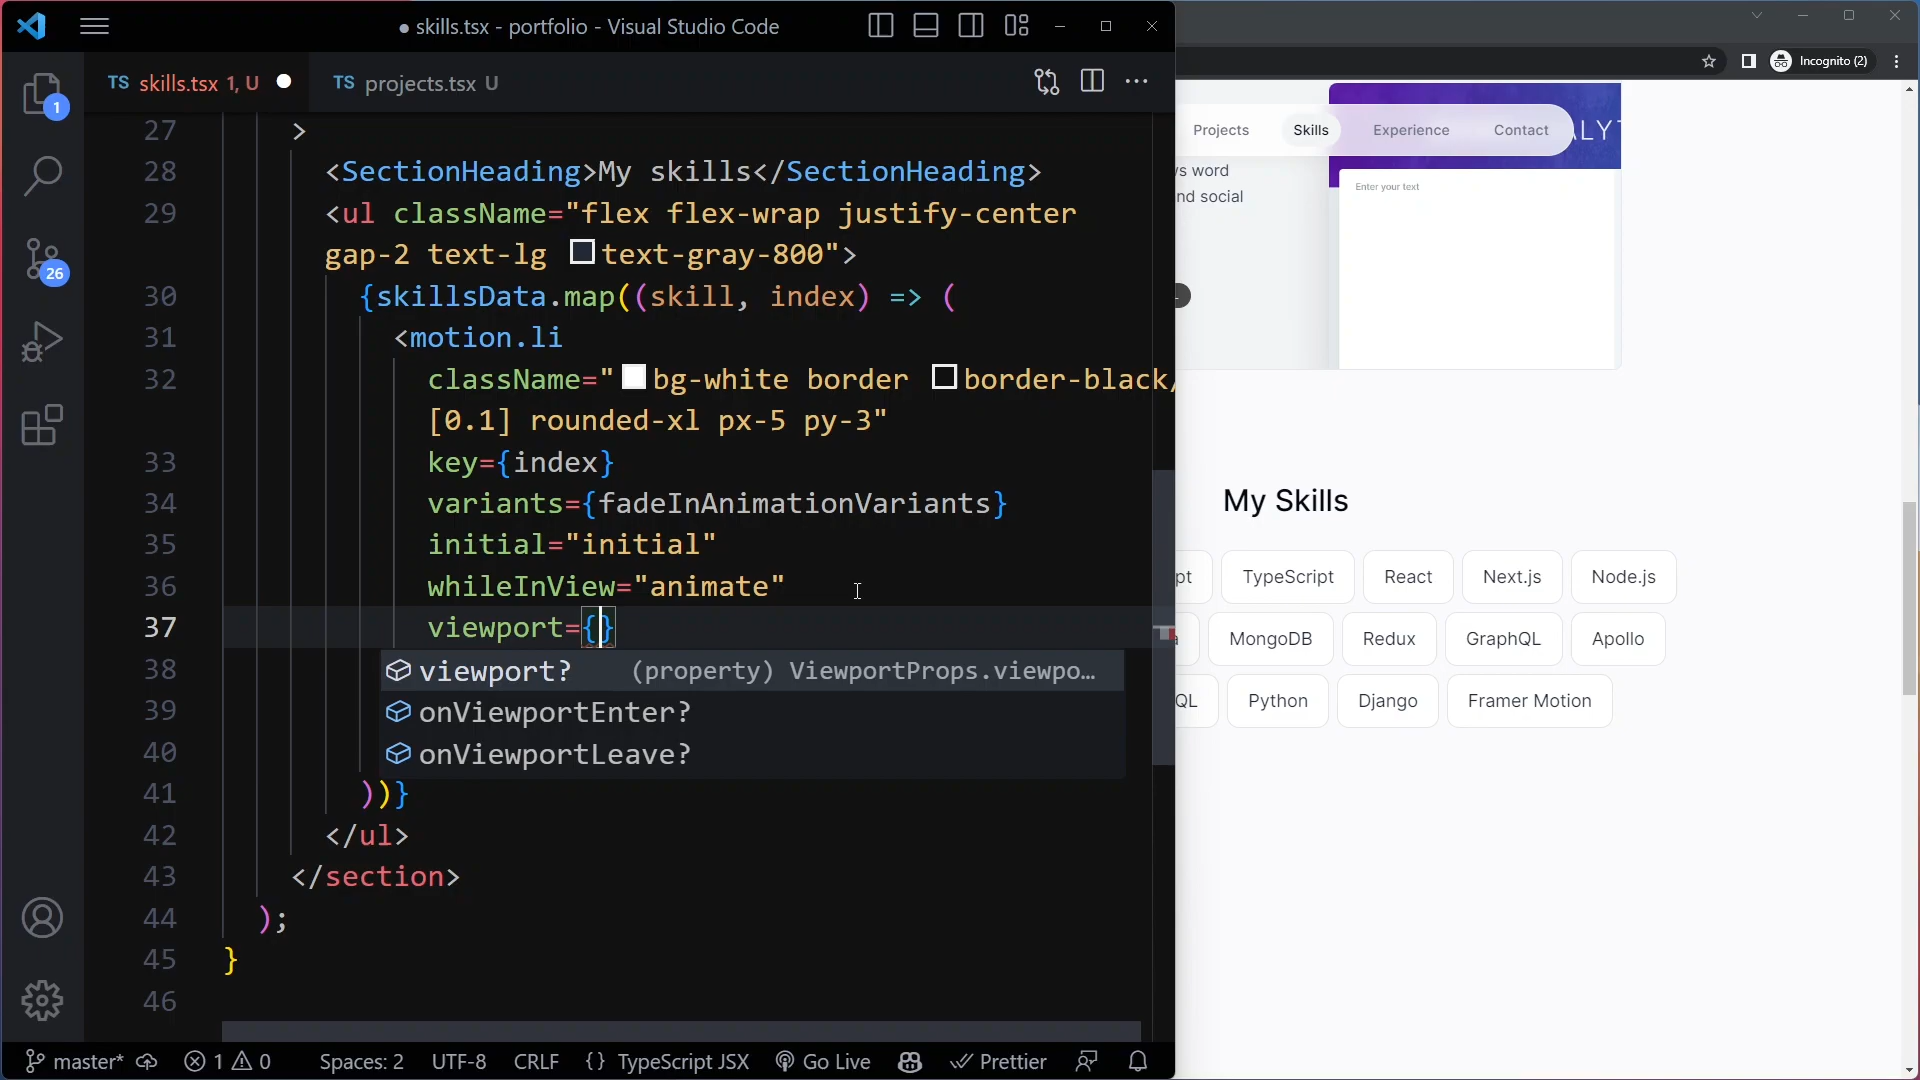 ● skills.tsx - portfolio - Visual Studio Code
TS skills.tsx 1, U
TS projects.tsx U
1
26
27 >
28 <SectionHeading>My skills</SectionHeading>
29 <ul className="flex flex-wrap justify-center
gap-2 text-lg text-gray-800">
30 {skillsData.map((skill, index) => (
31 <motion.li
32 className="bg-white border border-black/
[0.1] rounded-xl px-5 py-3"
33 key={index}
34 variants={fadeInAnimationVariants}
35 initial="initial"
36 whileInView="animate"
37 viewport={}
38
viewport? (property) ViewportProps.viewpo...
39
onViewportEnter?
40
onViewportLeave?
41 ))}
42 </ul>
43 </section>
44 );
45 }
46
master* 1 0 Spaces: 2 UTF-8 CRLF {} TypeScript JSX Go Live Prettier
Incognito (2)
Projects Skills Experience Contact
ws word
nd social
Enter your text
My Skills
pt TypeScript React Next.js Node.js
a MongoDB Redux GraphQL Apollo
QL Python Django Framer Motion